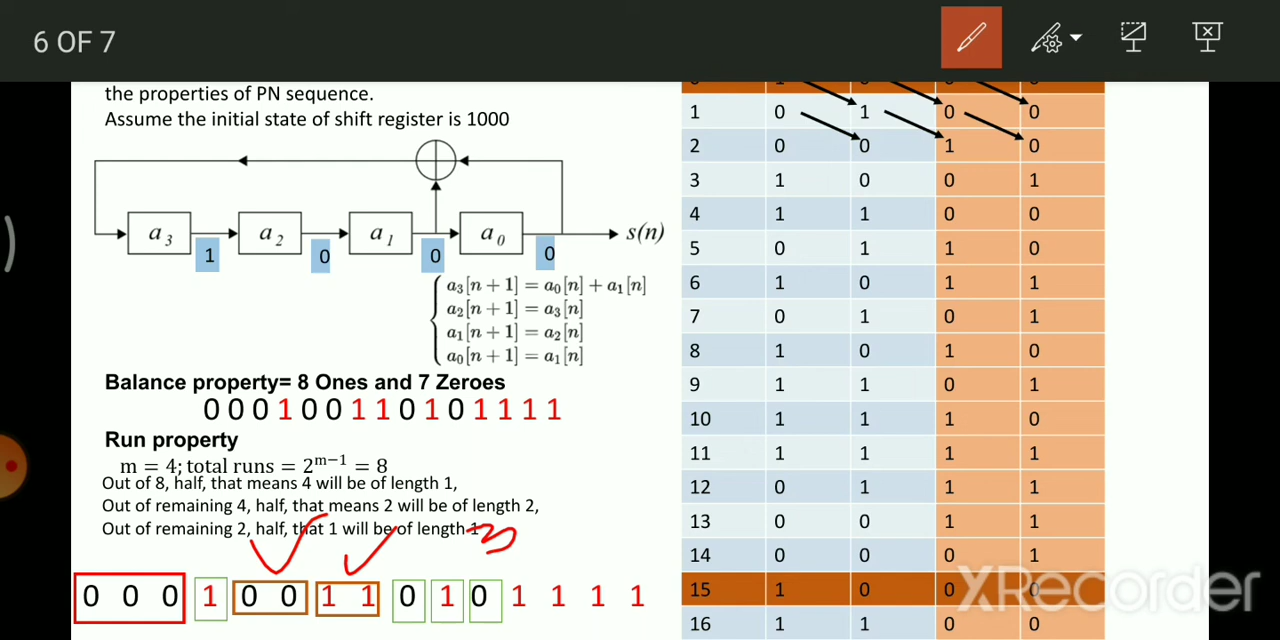 6 OF 7
the properties of PN sequence.
Assume the initial state of shift register is 1000
a3 a2 a1 a0 s(n)
1 0 0 0
a3[n + 1] = a0[n] + a1[n]
a2[n + 1] = a3[n]
a1[n + 1] = a2[n]
a0[n + 1] = a1[n]
Balance property= 8 Ones and 7 Zeroes
0 0 0 1 0 0 1 1 0 1 0 1 1 1 1
Run property
m = 4; total runs = 2^m−1 = 8
Out of 8, half, that means 4 will be of length 1,
Out of remaining 4, half, that means 2 will be of length 2,
Out of remaining 2, half, that 1 will be of length 1 3
0 0 0 1 0 0 1 1 0 1 0 1 1 1 1
1 0 1 0 0
2 0 0 1 0
3 1 0 0 1
4 1 1 0 0
5 0 1 1 0
6 1 0 1 1
7 0 1 0 1
8 1 0 1 0
9 1 1 0 1
10 1 1 1 0
11 1 1 1 1
12 0 1 1 1
13 0 0 1 1
14 0 0 0 1
15 1 0 0 0
16 1 1 0 0
XRecorder